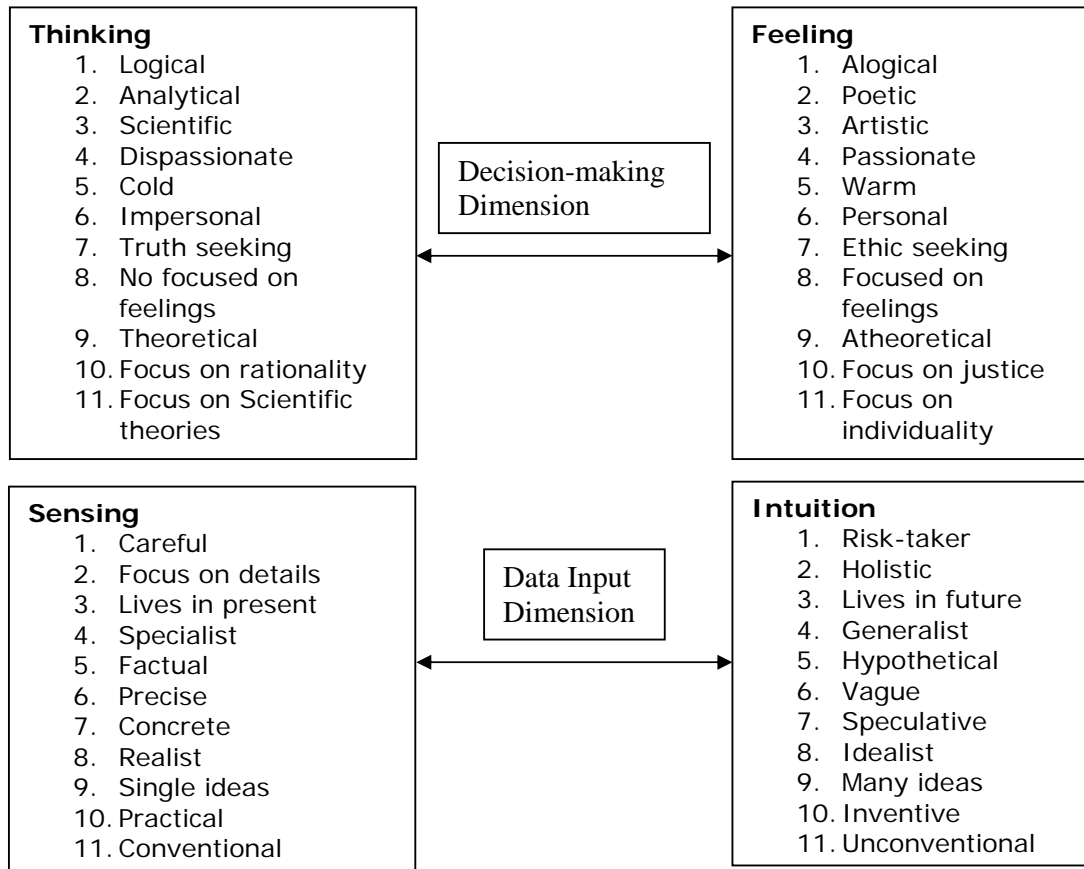 Thinking
1. Logical
2. Analytical
3. Scientific
4. Dispassionate
5. Cold
6. Impersonal
7. Truth seeking
8. No focused on
feelings
9. Theoretical
10. Focus on rationality
11. Focus on Scientific
theories
Decision-making
Dimension
Feeling
1. Alogical
2. Poetic
3. Artistic
4. Passionate
5. Warm
6. Personal
7. Ethic seeking
8. Focused on
feelings
9. Atheoretical
10. Focus on justice
11. Focus on
individuality
Sensing
1. Careful
2. Focus on details
3. Lives in present
4. Specialist
5. Factual
6. Precise
7. Concrete
8. Realist
9. Single ideas
10. Practical
11. Conventional
Data Input
Dimension
Intuition
1. Risk-taker
2. Holistic
3. Lives in future
4. Generalist
5. Hypothetical
6. Vague
7. Speculative
8. Idealist
9. Many ideas
10. Inventive
11. Unconventional